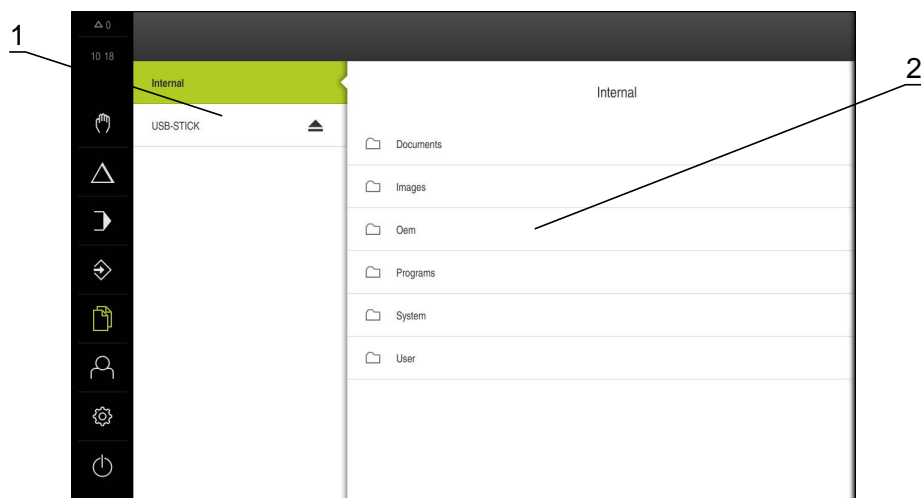 1
0
10 18
2
Internal
USB-STICK
Internal
Documents
Images
Oem
Programs
System
User